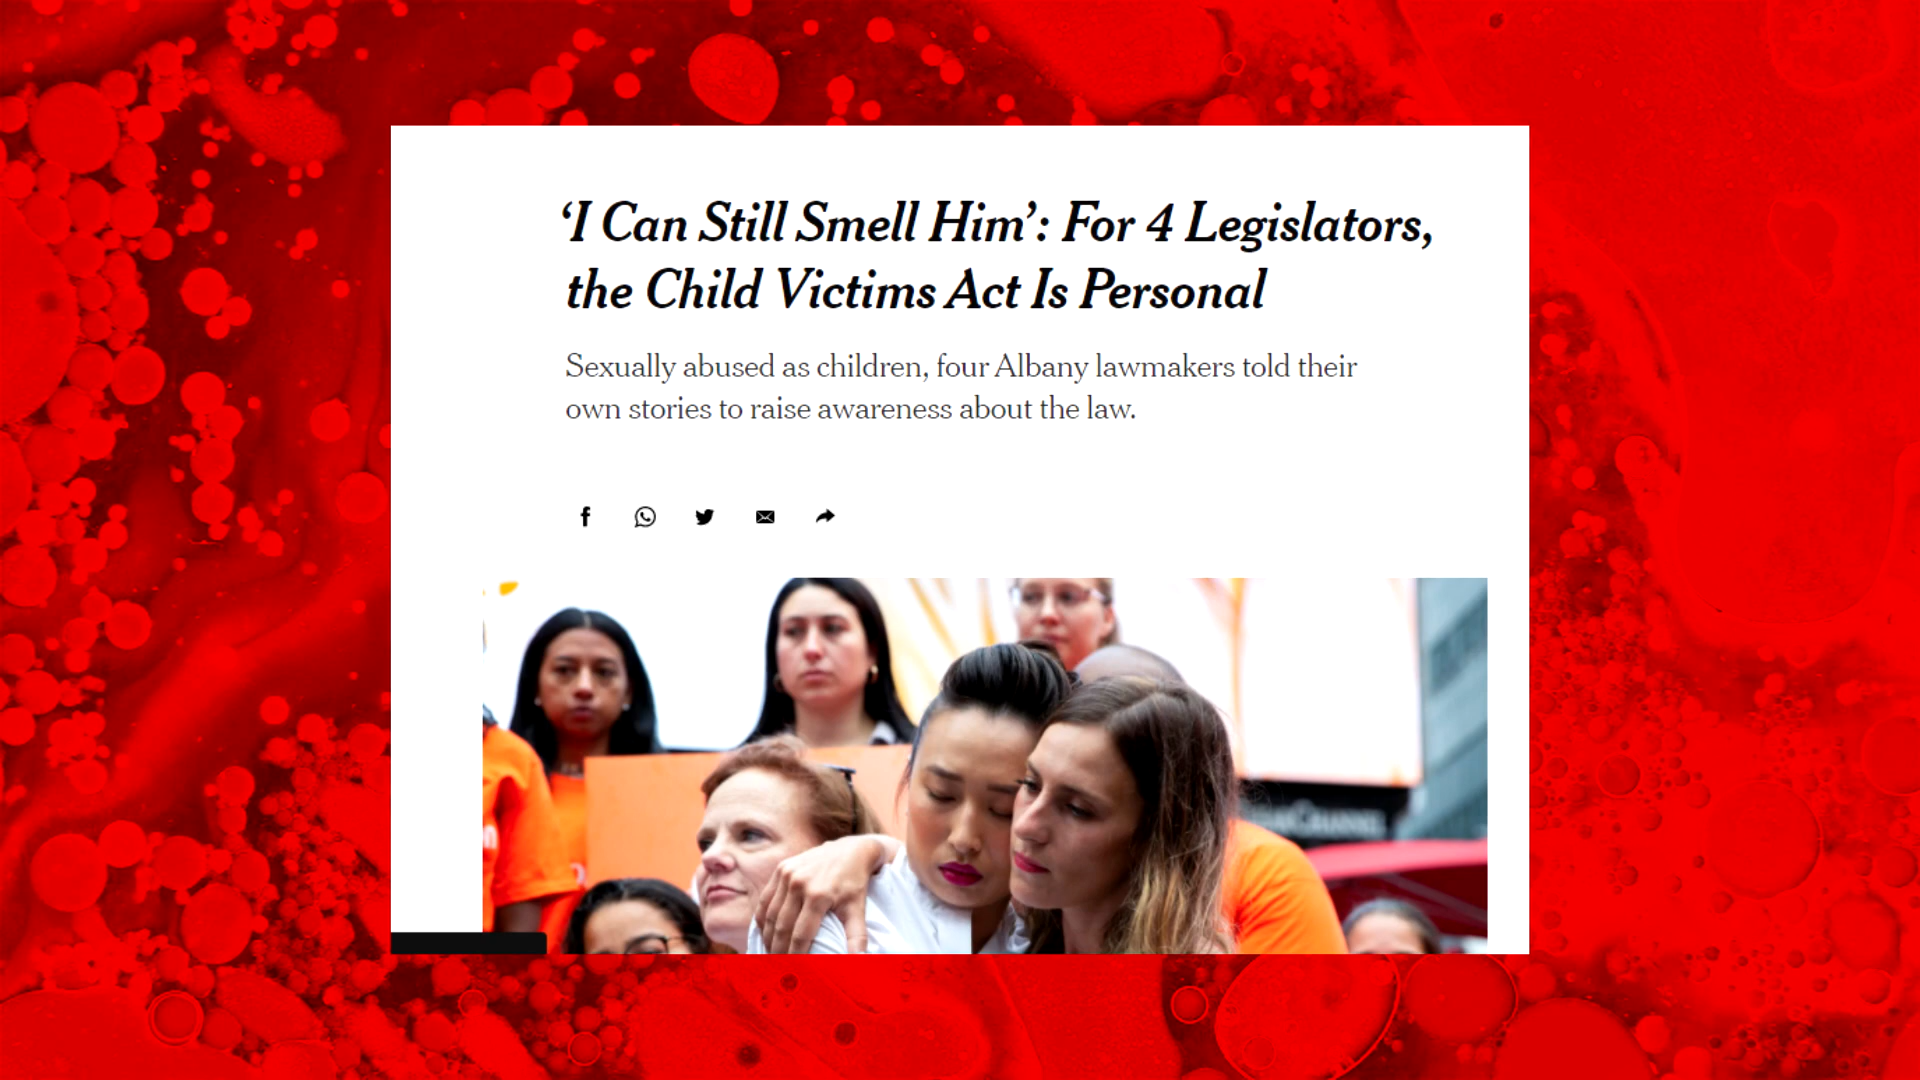 ‘I Can Still Smell Him’: For 4 Legislators,
the Child Victims Act Is Personal
Sexually abused as children, four Albany lawmakers told their
own stories to raise awareness about the law.